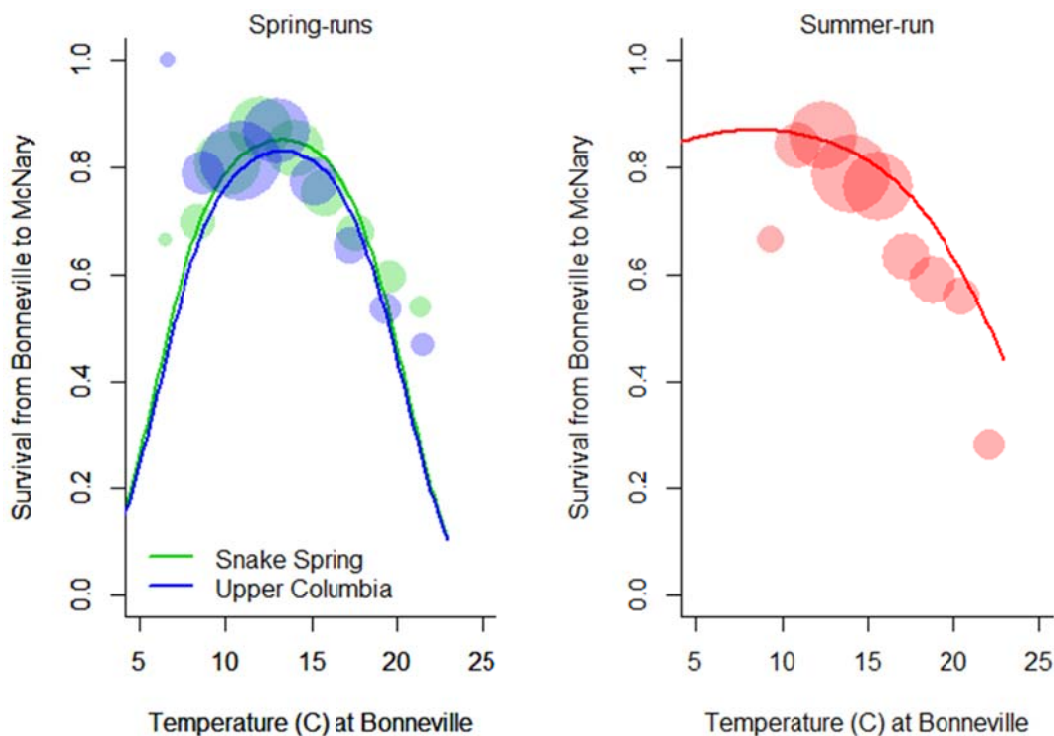 Spring-runs
Survival from Bonneville to McNary
1.0
0.8
0.6
0.4
0.2
0.0
Snake Spring
Upper Columbia
5 10 15 20 25
Temperature (C) at Bonneville
Summer-run
Survival from Bonneville to McNary
1.0
0.8
0.6
0.4
0.2
0.0
5 10 15 20 25
Temperature (C) at Bonneville